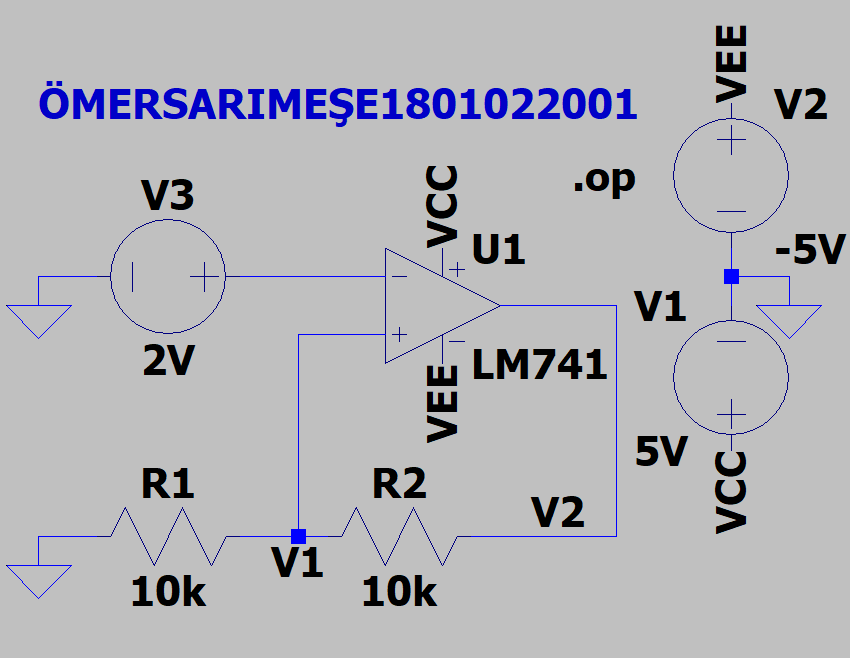 VEE
ÖMERSARIMEŞE1801022001
V2
.op
V3
VCC
U1
-5V
V1
2V
VEE
LM741
5V
VCC
R1
R2
V2
V1
10k
10k